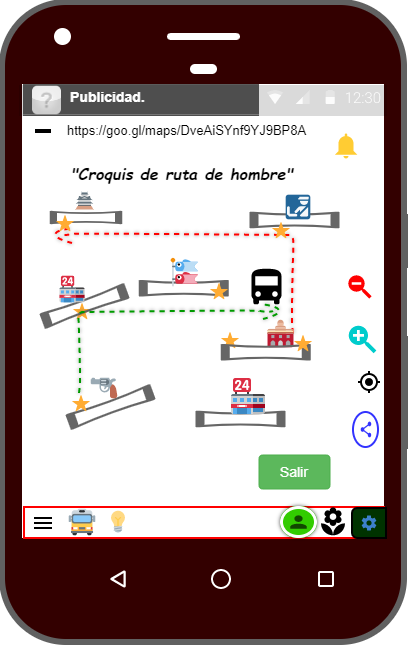 ?
Publicidad.
12:30
https://goo.gl/maps/DveAiSYnf9YJ9BP8A
"Croquis de ruta de hombre"
24
24
Salir